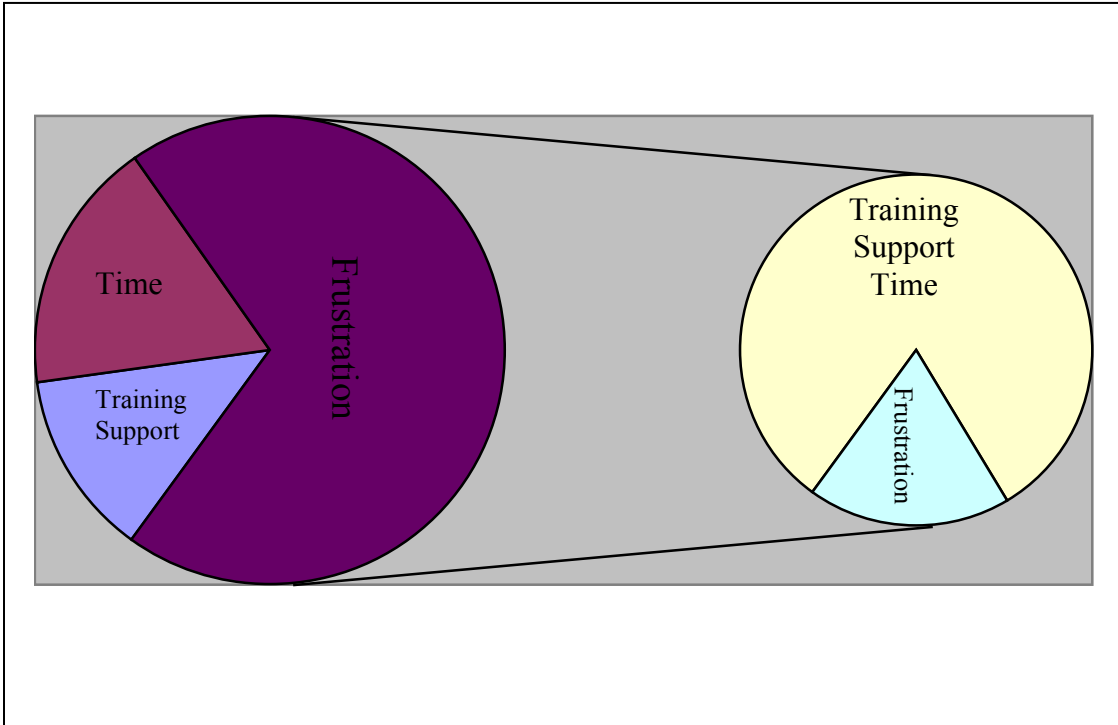 Time
Training
Support
Frustration
Training
Support
Time
Frustration